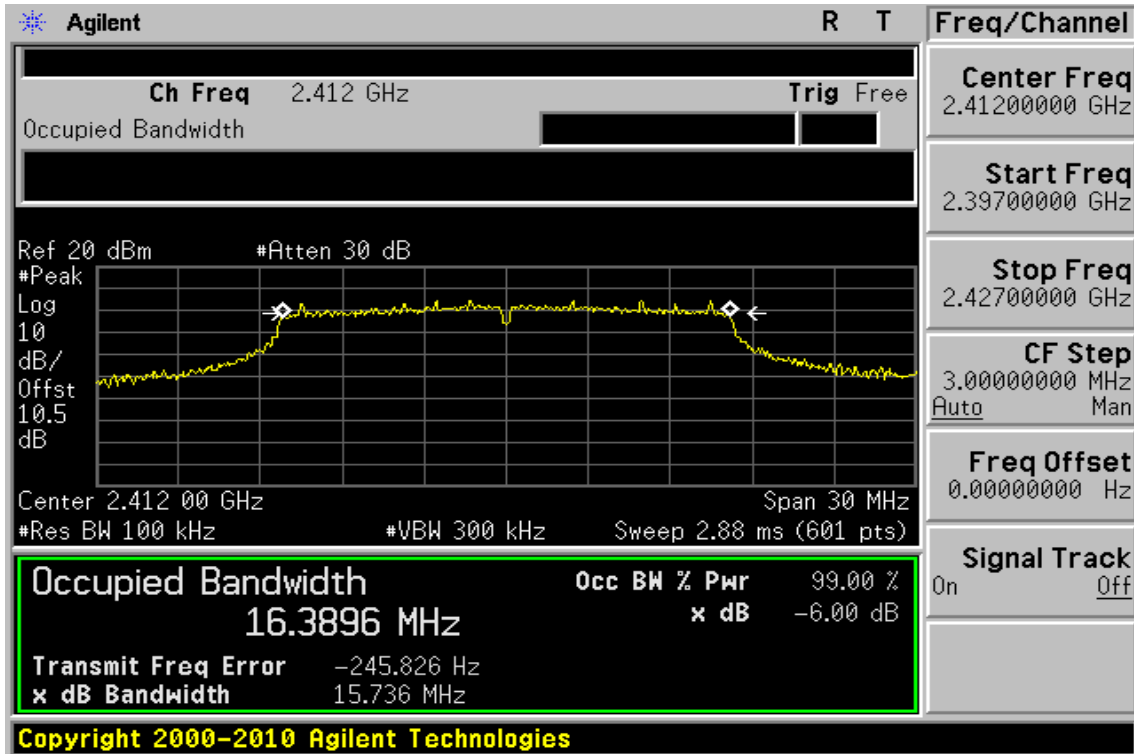 Agilent R T
Ch Freq 2.412 GHz Trig Free
Occupied Bandwidth
Ref 20 dBm #Atten 30 dB
#Peak
Log
10
dB/
Offst
10.5
dB
Center 2.412 00 GHz Span 30 MHz
#Res BW 100 kHz #VBW 300 kHz Sweep 2.88 ms (601 pts)
Occupied Bandwidth
16.3896 MHz
Occ BW % Pwr 99.00 %
x dB -6.00 dB
Transmit Freq Error -245.826 Hz
x dB Bandwidth 15.736 MHz
Copyright 2000-2010 Agilent Technologies
Freq/Channel
Center Freq
2.41200000 GHz
Start Freq
2.39700000 GHz
Stop Freq
2.42700000 GHz
CF Step
3.00000000 MHz
Auto Man
Freq Offset
0.00000000 Hz
Signal Track
On Off